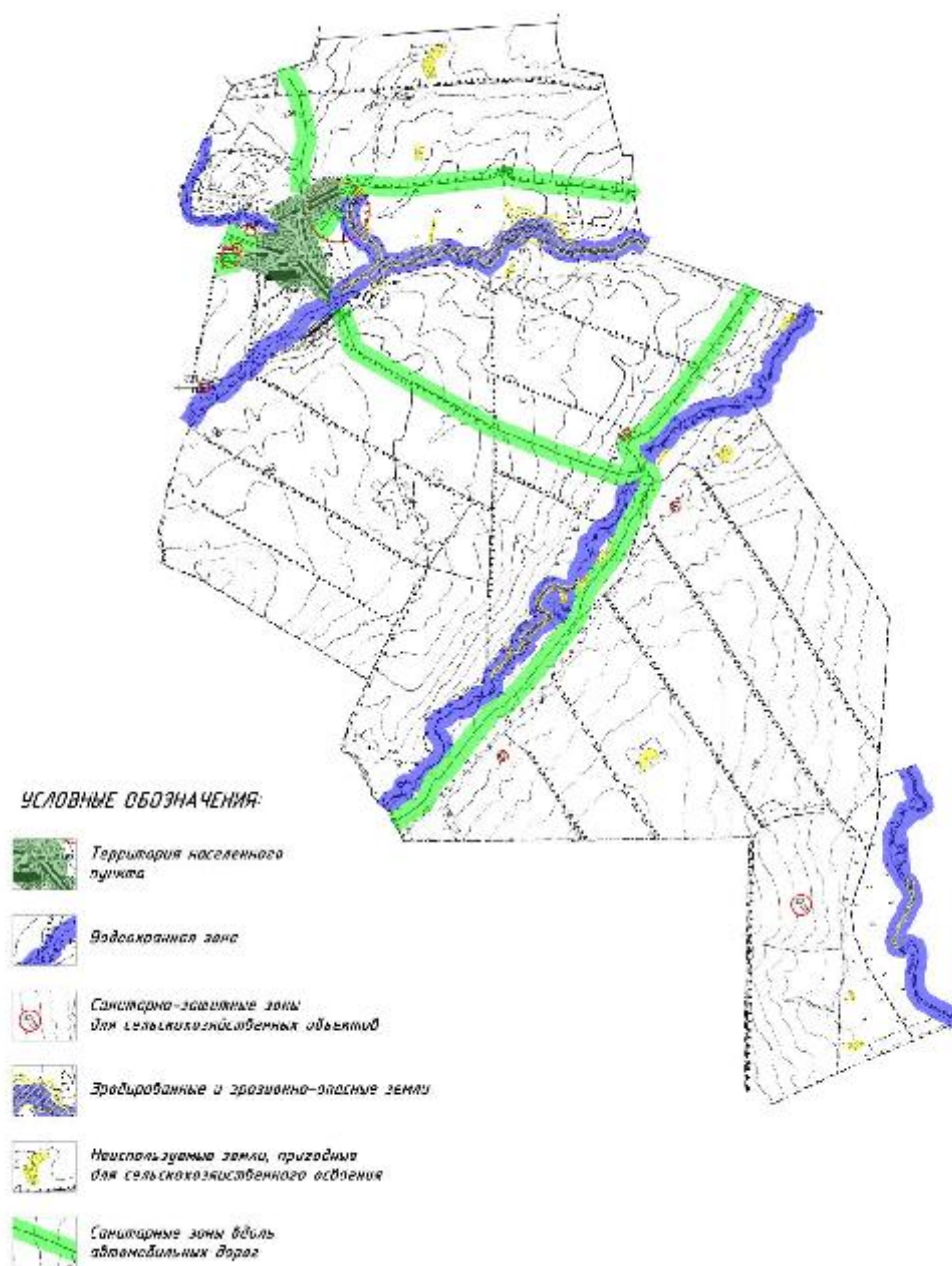 УСЛОВНЫЕ ОБОЗНАЧЕНИЯ:
Территория населенного
пункта
Водоохранная зона
Санитарно-защитные зоны
для сельскохозяйственных объектов
Эродированные и эрозионно-опасные земли
Неиспользуемые земли, пригодные
для сельскохозяйственного освоения
Санитарные зоны вдоль
автомобильных дорог